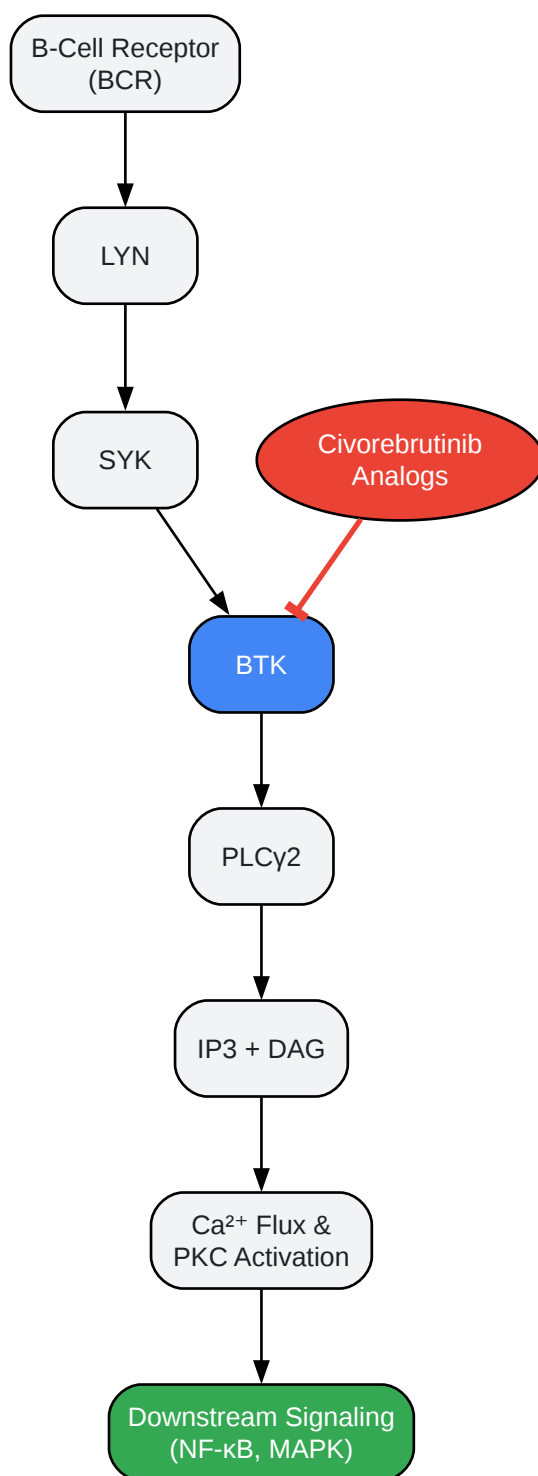 B-Cell Receptor
(BCR)
LYN
SYK
Civorebrutinib
Analogs
BTK
PLCγ2
IP3 + DAG
Ca²⁺ Flux &
PKC Activation
Downstream Signaling
(NF-κB, MAPK)